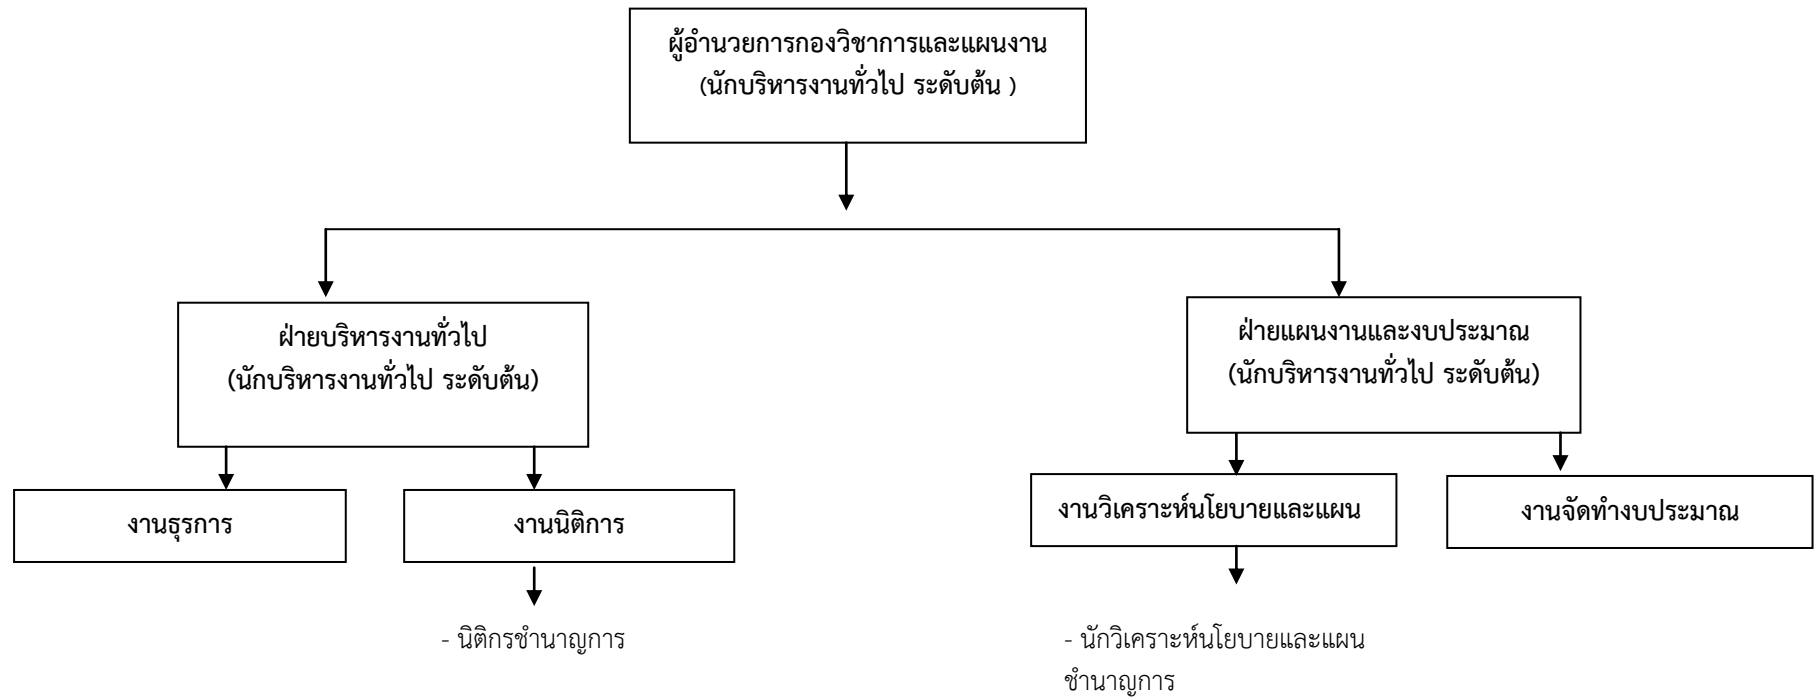 ผู้อำนวยการกองวิชาการและแผนงาน
(นักบริหารงานทั่วไป ระดับต้น )
ฝ่ายบริหารงานทั่วไป
(นักบริหารงานทั่วไป ระดับต้น)
ฝ่ายแผนงานและงบประมาณ
(นักบริหารงานทั่วไป ระดับต้น)
งานธุรการ
งานนิติการ
งานวิเคราะห์นโยบายและแผน
งานจัดทำงบประมาณ
- นิติกรชำนาญการ
- นักวิเคราะห์นโยบายและแผน
ชำนาญการ